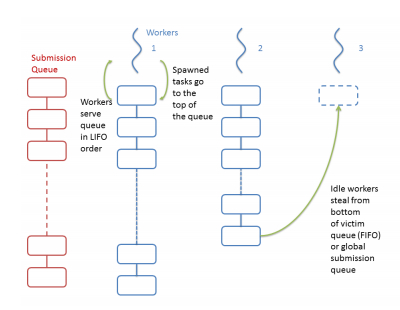 Workers
1
2
3
Submission
Queue
Workers
serve
queue
in LIFO
order
Spawned
tasks go
to the
top of
the queue
Idle workers
steal from
bottom
of victim
queue (FIFO)
or global
submission
queue